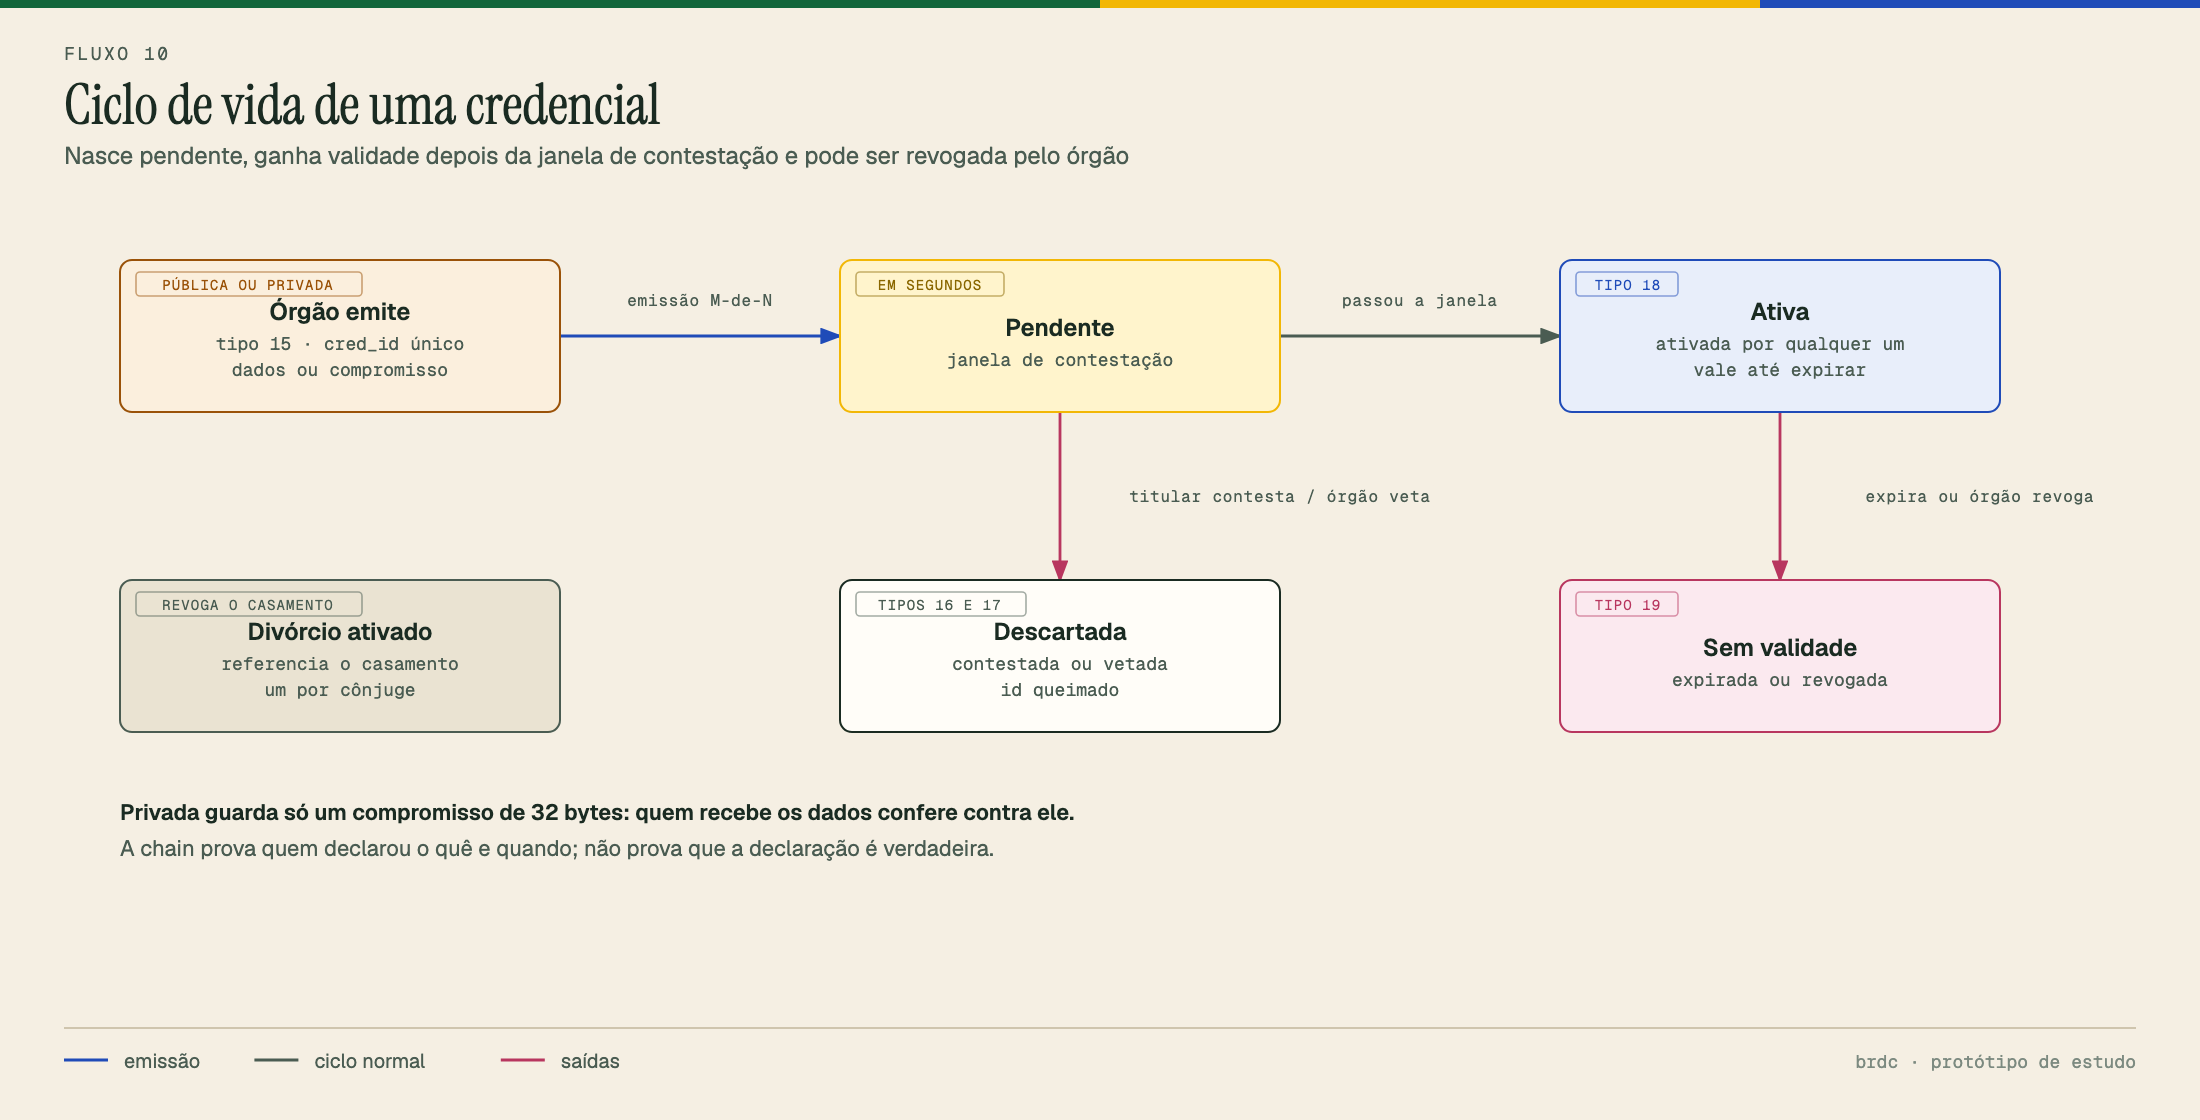 FLUXO 10
Ciclo de vida de uma credencial
Nasce pendente, ganha validade depois da janela de contestação e pode ser revogada pelo órgão
PÚBLICA OU PRIVADA
Órgão emite
tipo 15 · cred_id único
dados ou compromisso
emissão M-de-N
EM SEGUNDOS
Pendente
janela de contestação
passou a janela
TIPO 18
Ativa
ativada por qualquer um
vale até expirar
titular contesta / órgão veta
expira ou órgão revoga
REVOGA O CASAMENTO
Divórcio ativado
referencia o casamento
um por cônjuge
TIPOS 16 E 17
Descartada
contestada ou vetada
id queimado
TIPO 19
Sem validade
expirada ou revogada
Privada guarda só um compromisso de 32 bytes: quem recebe os dados confere contra ele.
A chain prova quem declarou o quê e quando; não prova que a declaração é verdadeira.
emissão
ciclo normal
saídas
brdc · protótipo de estudo